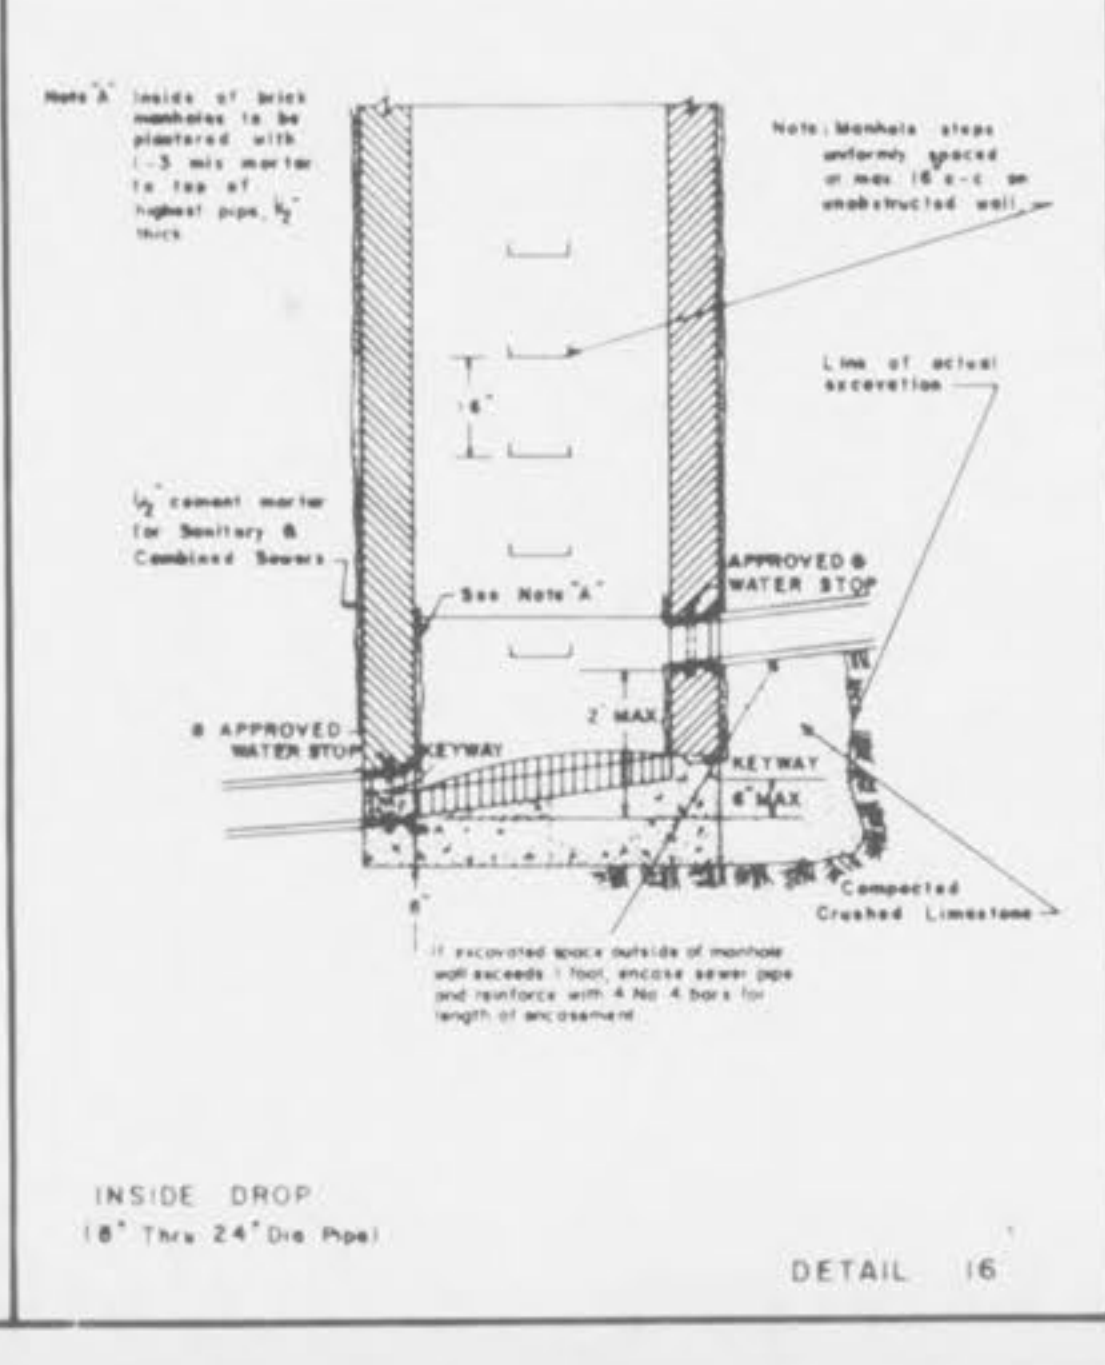 Note "A" Inside of brick
manholes to be
plastered with
1-3 mix mortar
to top of
highest pipe, 1/2"
thick
Note: Manhole steps
uniformly spaced
at max 16" c-c on
unobstructed wall
Line of actual
excavation
16"
1/2" cement mortar
for Sanitary &
Combined Sewers
APPROVED &
WATER STOP
See Note "A"
2' MAX
& APPROVED
WATER STOP
KEYWAY
KEYWAY
6" MAX
Compacted
Crushed Limestone
If excavated space outside of manhole
wall exceeds 1 foot, encase sewer pipe
and reinforce with 4 No 4 bars for
length of encasement
INSIDE DROP
(8" Thru 24" Dia Pipe)
DETAIL 16